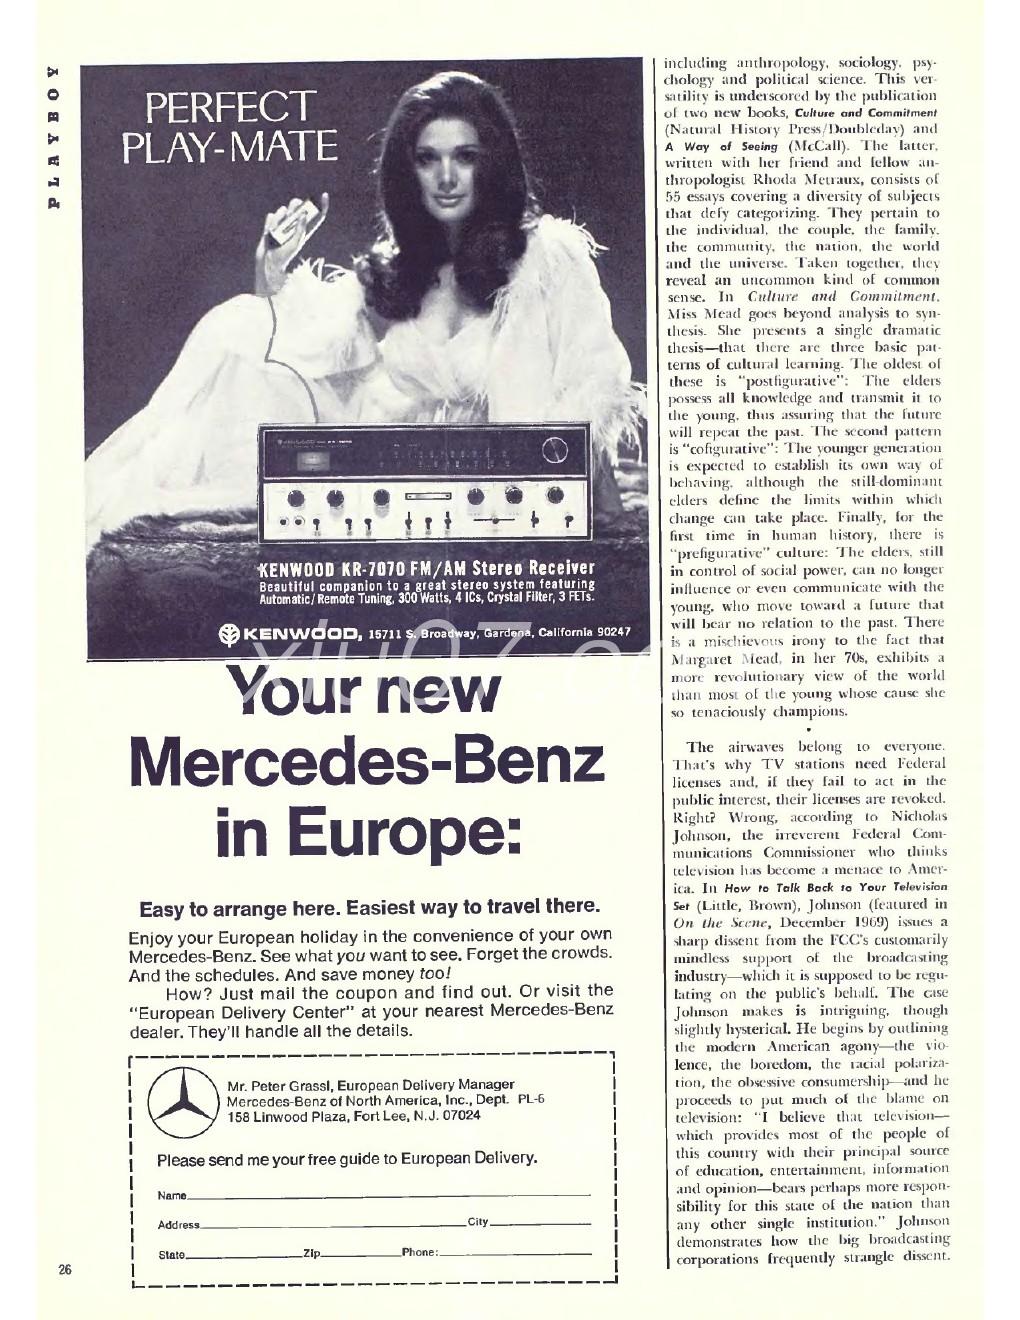 PLAYBOY
PERFECT
PLAY-MATE
KENWOOD KR-7070 FM/AM Stereo Receiver
Beautiful companion to a great stereo system featuring
Automatic/Remote Tuning, 300 Watts, 4 ICs, Crystal Filter, 3 FETs.
KENWOOD, 15711 S. Broadway, Gardena, California 90247
Your new
Mercedes-Benz
in Europe:
Easy to arrange here. Easiest way to travel there.
Enjoy your European holiday in the convenience of your own
Mercedes-Benz. See what you want to see. Forget the crowds.
And the schedules. And save money too!
How? Just mail the coupon and find out. Or visit the
"European Delivery Center" at your nearest Mercedes-Benz
dealer. They'll handle all the details.
Mr. Peter Grassl, European Delivery Manager
Mercedes-Benz of North America, Inc., Dept. PL-6
158 Linwood Plaza, Fort Lee, N.J. 07024
Please send me your free guide to European Delivery.
Name
Address City
State Zip Phone:
26
including anthropology, sociology, psy-
chology and political science. This ver-
satility is underscored by the publication
of two new books, Culture and Commitment
(Natural History Press/Doubleday) and
A Way of Seeing (McCall). The latter,
written with her friend and fellow an-
thropologist Rhoda Metraux, consists of
55 essays covering a diversity of subjects
that defy categorizing. They pertain to
the individual, the couple, the family,
the community, the nation, the world
and the universe. Taken together, they
reveal an uncommon kind of common
sense. In Culture and Commitment,
Miss Mead goes beyond analysis to syn-
thesis. She presents a single dramatic
thesis—that there are three basic pat-
terns of cultural learning. The oldest of
these is "postfigurative": The elders
possess all knowledge and transmit it to
the young, thus assuring that the future
will repeat the past. The second pattern
is "cofigurative": The younger generation
is expected to establish its own way of
behaving, although the still-dominant
elders define the limits within which
change can take place. Finally, for the
first time in human history, there is
"prefigurative" culture: The elders, still
in control of social power, can no longer
influence or even communicate with the
young, who move toward a future that
will bear no relation to the past. There
is a mischievous irony to the fact that
Margaret Mead, in her 70s, exhibits a
more revolutionary view of the world
than most of the young whose cause she
so tenaciously champions.
•
The airwaves belong to everyone.
That's why TV stations need Federal
licenses and, if they fail to act in the
public interest, their licenses are revoked.
Right? Wrong, according to Nicholas
Johnson, the irreverent Federal Com-
munications Commissioner who thinks
television has become a menace to Amer-
ica. In How to Talk Back to Your Television
Set (Little, Brown), Johnson (featured in
On the Scene, December 1969) issues a
sharp dissent from the FCC's customarily
mindless support of the broadcasting
industry—which it is supposed to be regu-
lating on the public's behalf. The case
Johnson makes is intriguing, though
slightly hysterical. He begins by outlining
the modern American agony—the vio-
lence, the boredom, the racial polariza-
tion, the obsessive consumership—and he
proceeds to put much of the blame on
television: "I believe that television—
which provides most of the people of
this country with their principal source
of education, entertainment, information
and opinion—bears perhaps more respon-
sibility for this state of the nation than
any other single institution." Johnson
demonstrates how the big broadcasting
corporations frequently strangle dissent.